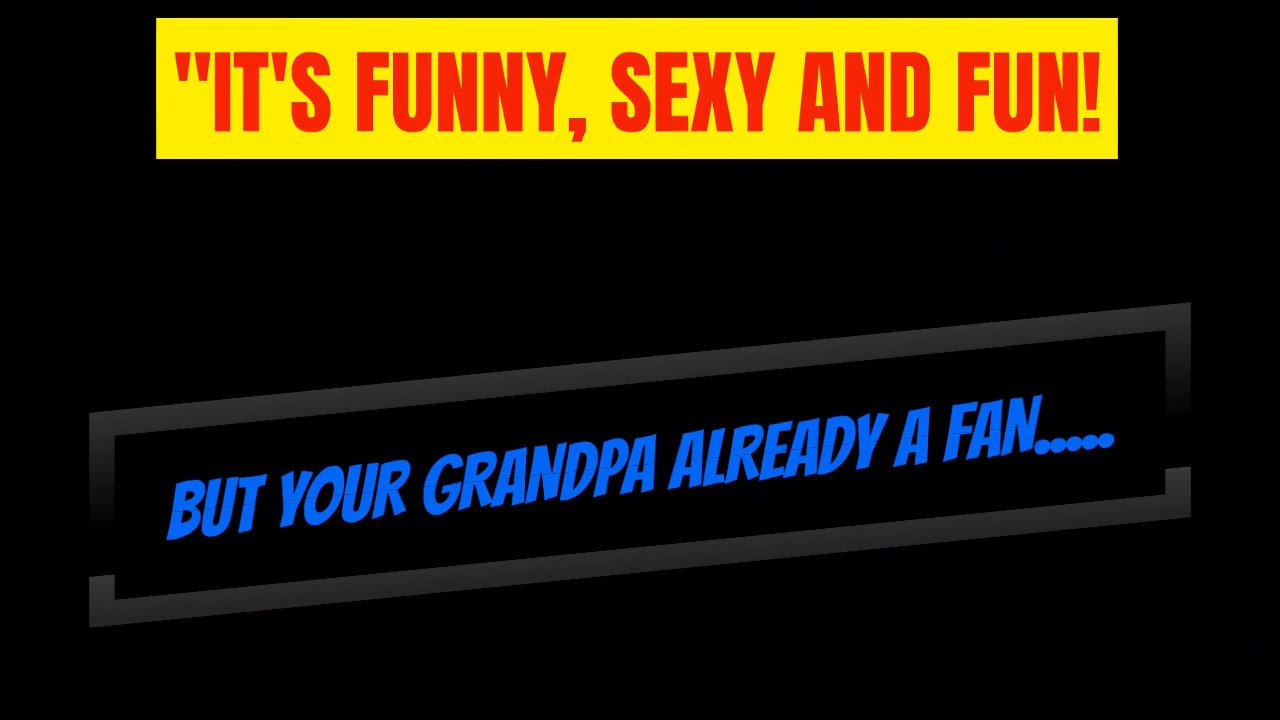 "IT'S FUNNY, SEXY AND FUN!
BUT YOUR GRANDPA ALREADY A FAN.....